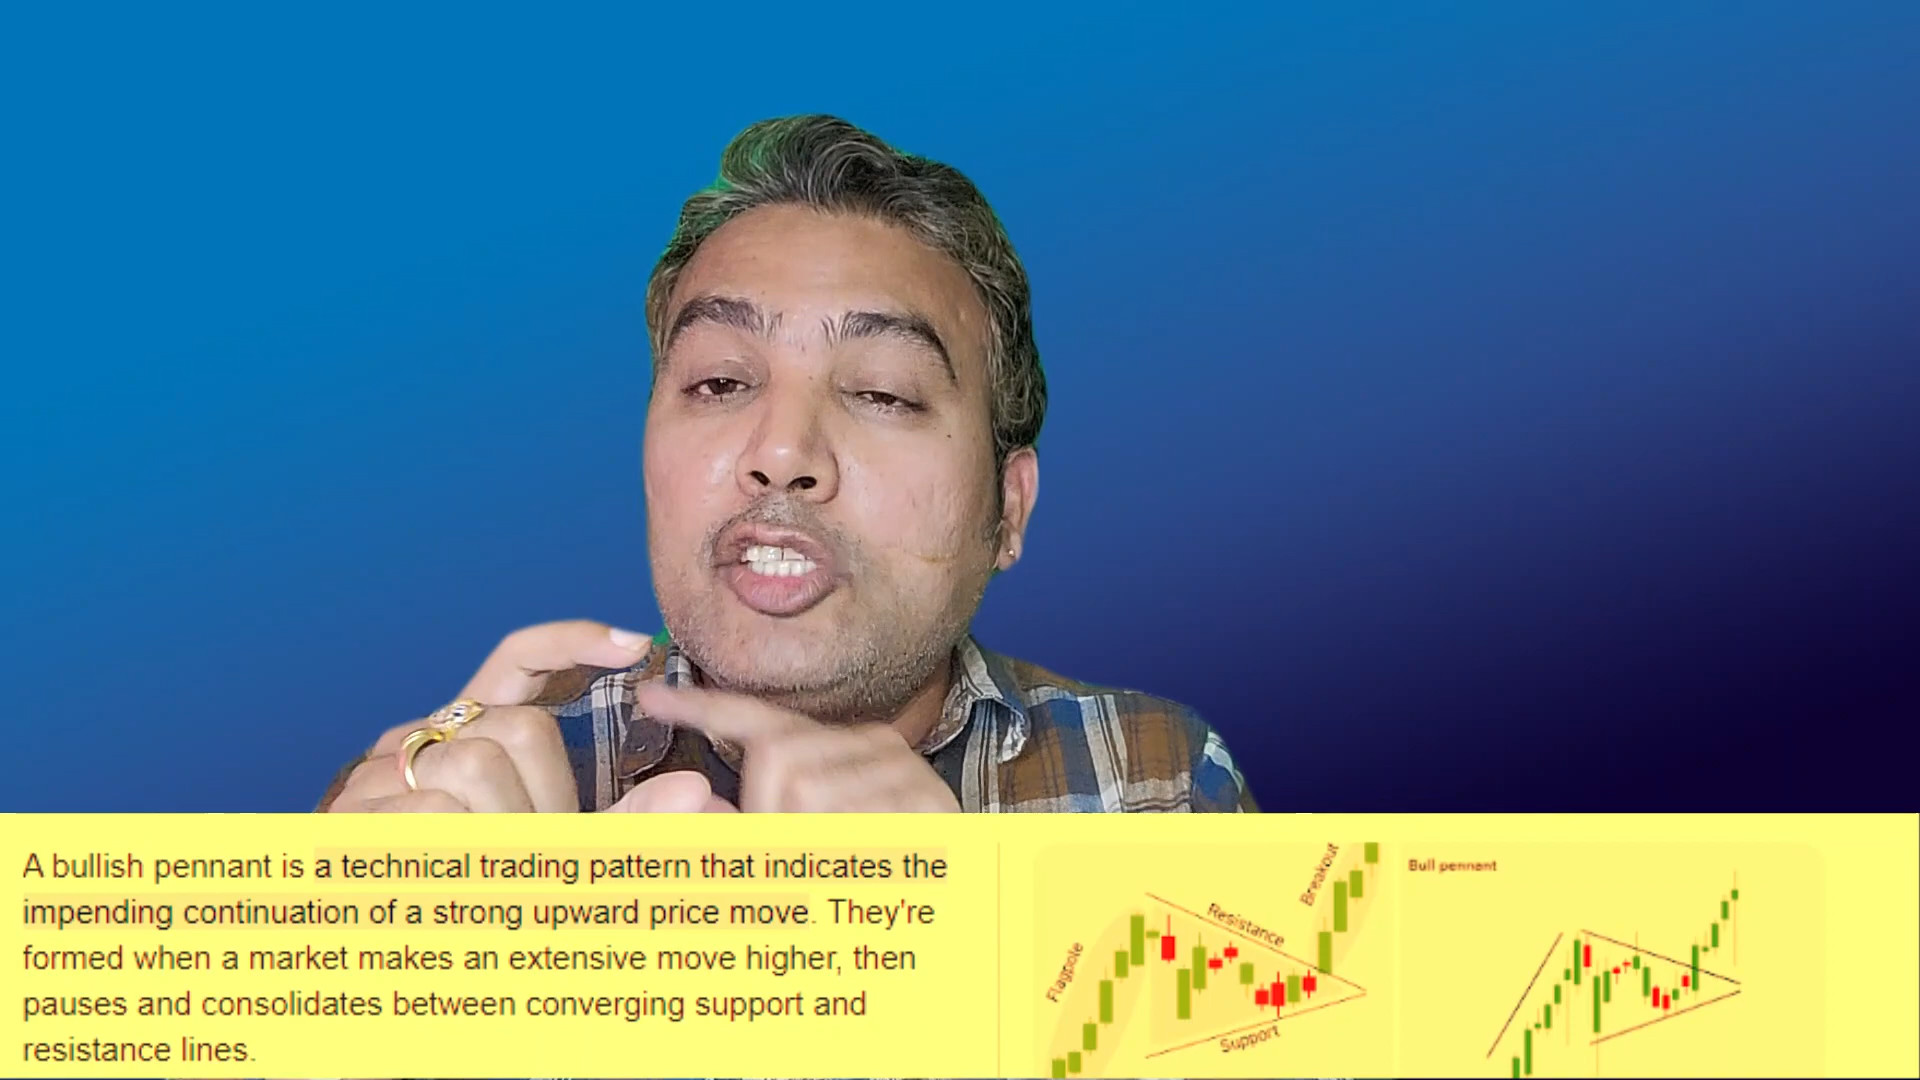 A bullish pennant is a technical trading pattern that indicates the
impending continuation of a strong upward price move. They're
formed when a market makes an extensive move higher, then
pauses and consolidates between converging support and
resistance lines.
Flagpole
Resistance
Support
Breakout
Bull pennant